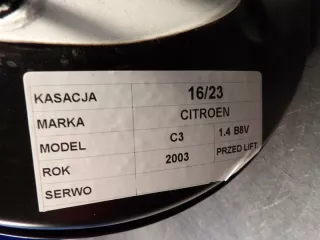 KASACJA 16/23
MARKA CITROEN
MODEL C3 1.4 B8V
ROK 2003 PRZED LIFT
SERWO